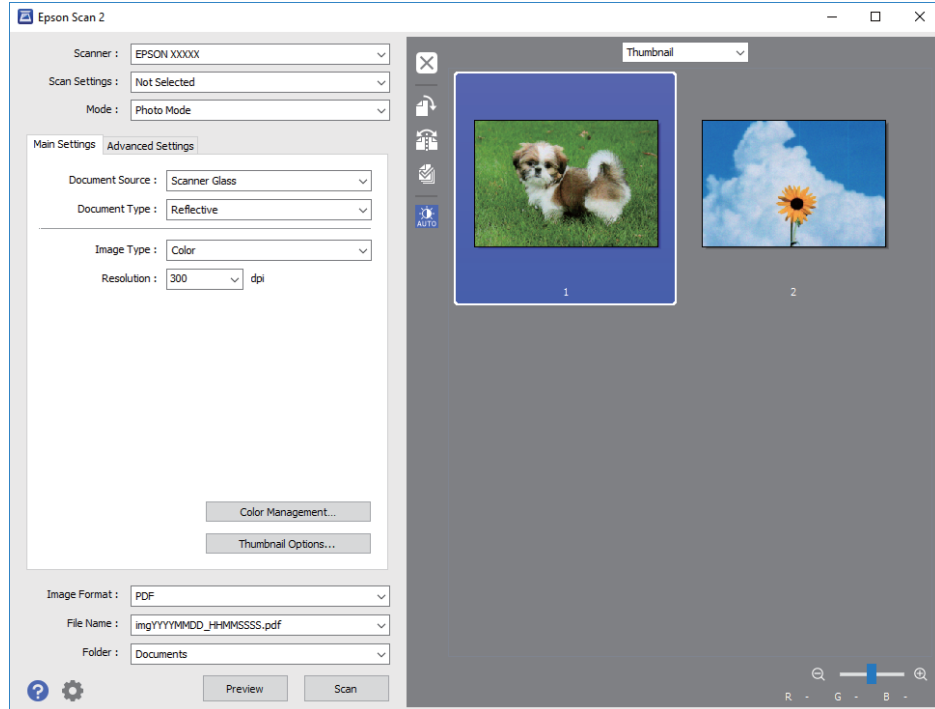 Epson Scan 2
Scanner : EPSON XXXXX
Scan Settings : Not Selected
Mode : Photo Mode
Main Settings Advanced Settings
Document Source : Scanner Glass
Document Type : Reflective
Image Type : Color
Resolution : 300 dpi
Color Management...
Thumbnail Options...
Image Format : PDF
File Name : imgYYYYMMDD_HHMMSSSS.pdf
Folder : Documents
? Preview Scan
Thumbnail
AUTO
1 2
R - G - B -